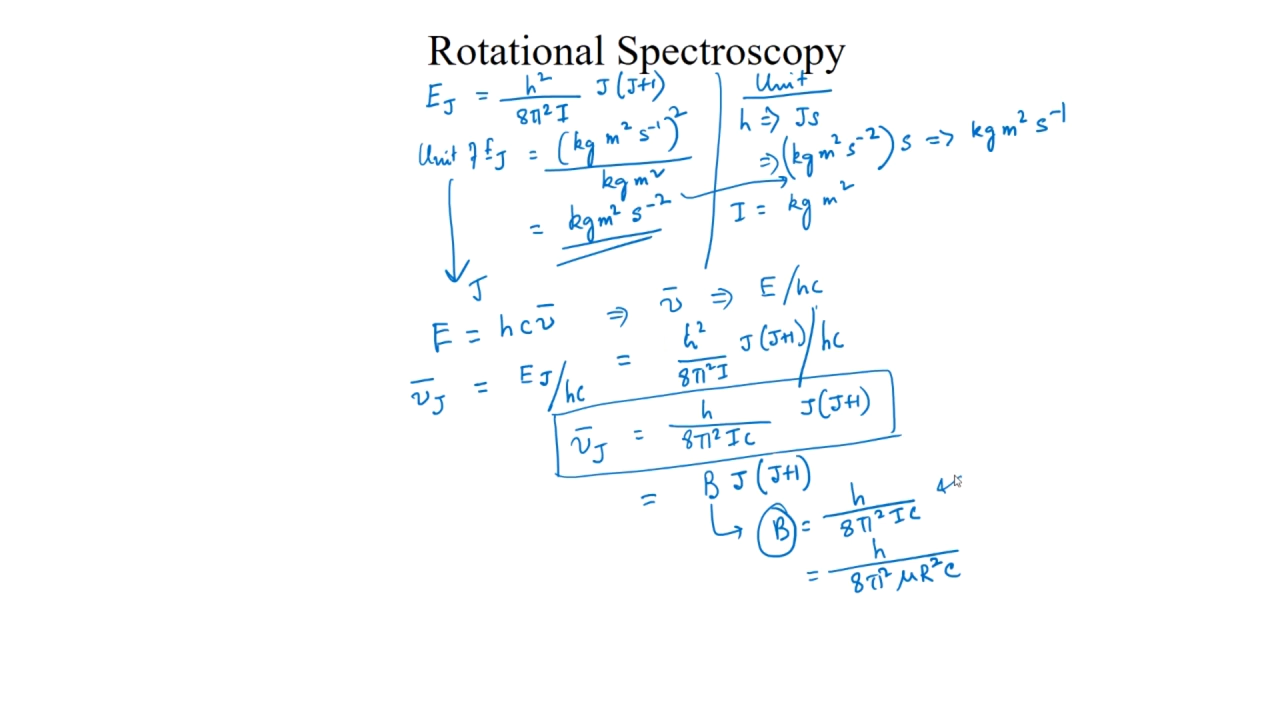 Rotational Spectroscopy
E_J = h²/8π²I J(J+1)
Unit of E_J = (kg m² s⁻¹)²/kg m²
= kg m² s⁻²
J
Unit
h ⇒ Js
⇒ (kg m² s⁻²) s ⇒ kg m² s⁻¹
I = kg m²
E = hcν̄ ⇒ ν̄ ⇒ E/hc
ν̄_J = E_J/hc = h²/8π²I J(J+1)/hc
ν̄_J = h/8π²Ic J(J+1)
= B J(J+1)
↳ B = h/8π²Ic
= h/8π²μR²c